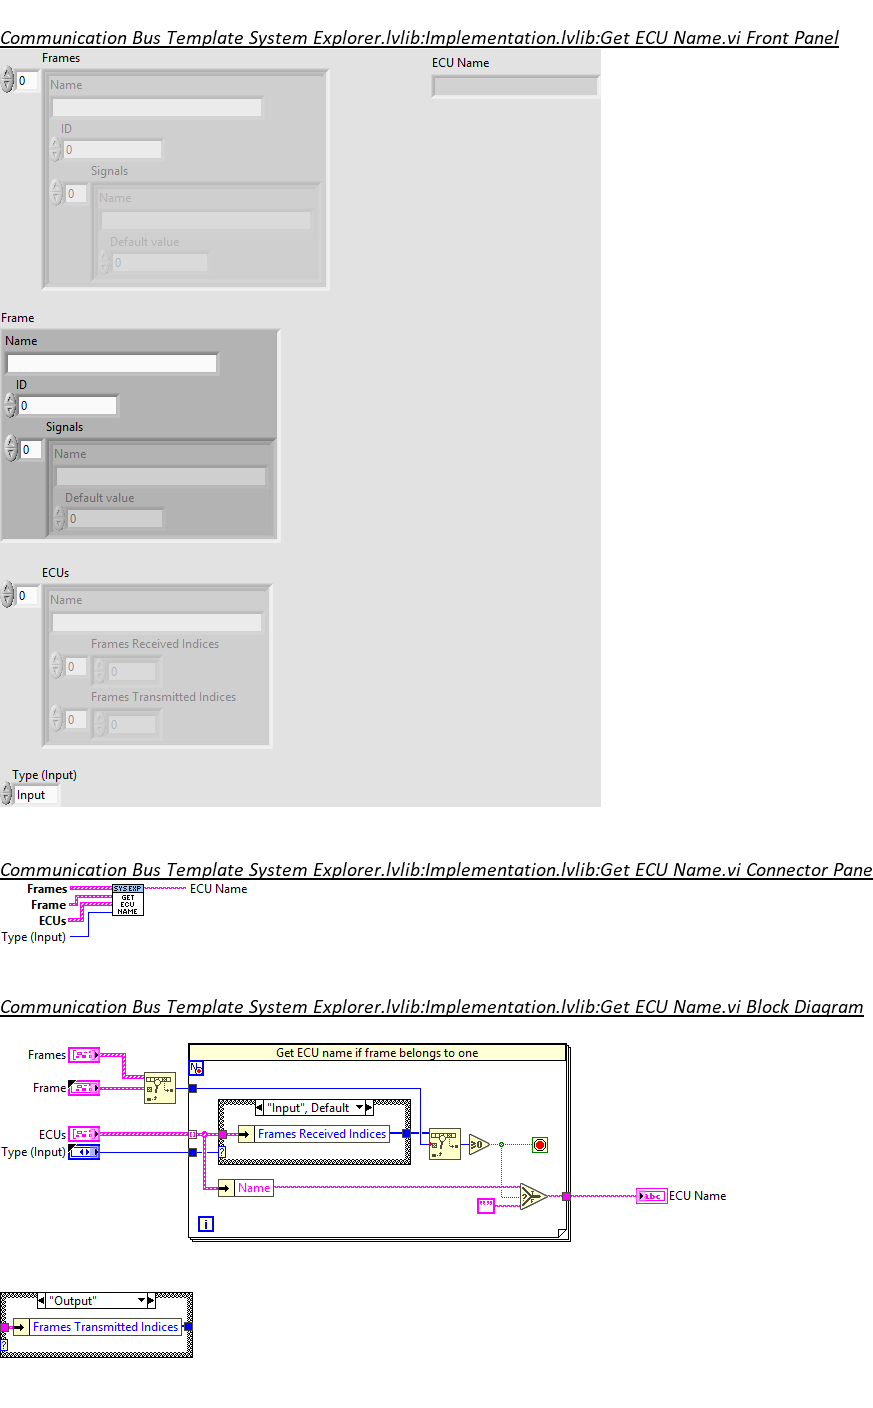 Communication Bus Template System Explorer.lvlib:Implementation.lvlib:Get ECU Name.vi Front Panel
Frames
ECU Name
0
Name
ID
0
Signals
0
Name
Default value
0
Frame
Name
ID
0
Signals
0
Name
Default value
0
ECUs
0
Name
Frames Received Indices
0
0
Frames Transmitted Indices
0
0
Type (Input)
Input
Communication Bus Template System Explorer.lvlib:Implementation.lvlib:Get ECU Name.vi Connector Pane
Frames
Frame
ECUs
Type (Input)
SYS EXP
GET
ECU
NAME
ECU Name
Communication Bus Template System Explorer.lvlib:Implementation.lvlib:Get ECU Name.vi Block Diagram
Frames
Frame
ECUs
Type (Input)
Get ECU name if frame belongs to one
N
"Input", Default
Frames Received Indices
?
≥0
Name
""
?
i
abc
ECU Name
"Output"
Frames Transmitted Indices
?